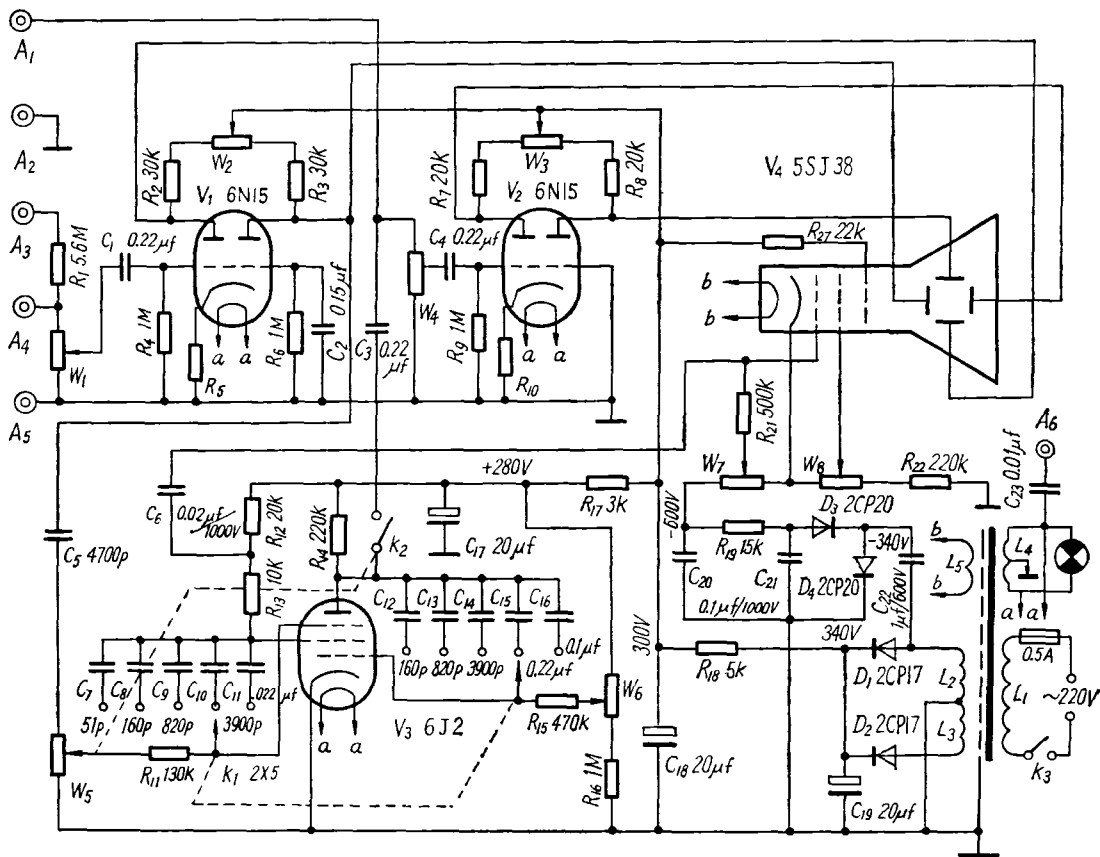 A1
A2
A3
A4
A5
R1 5.6M
W1
C1 0.22μf
R2 30K
W2
R3 30K
V1 6N15
R4 1M
R5
R6 1M
0.15μf
C2
a a
C3 0.22
μf
W4
C4 0.22μf
R7 20K
W3
R8 20K
V2 6N15
R9 1M
R10
a a
V4 5SJ38
R27 22k
b
b
R21 500K
W7
W8
R22 220k
A6
C23 0.01μf
+280V
R17 3k
-600V
R19 15k
D3 2CP20
-340V
C20
C21
D4 2CP20
C22
1μf/600V
0.1μf/1000V
b
b
L5
L4
a a
0.5A
L1
~220V
K3
300V
340V
R18 5k
D1 2CP17
L2
D2 2CP17
L3
C18 20μf
C19 20μf
C5 4700p
C6 0.02μf
1000V
R12 20k
R13 10K
R14 220k
K2
C17 20μf
C12
C13
C14
C15
C16
160p
820p
3900p
0.22μf
0.1μf
C7
C8
C9
C10
C11
.022μf
51p
160p
820p
3900p
V3 6J2
a a
R15 470K
W6
R16 1M
W5
R11 130K
K1 2X5